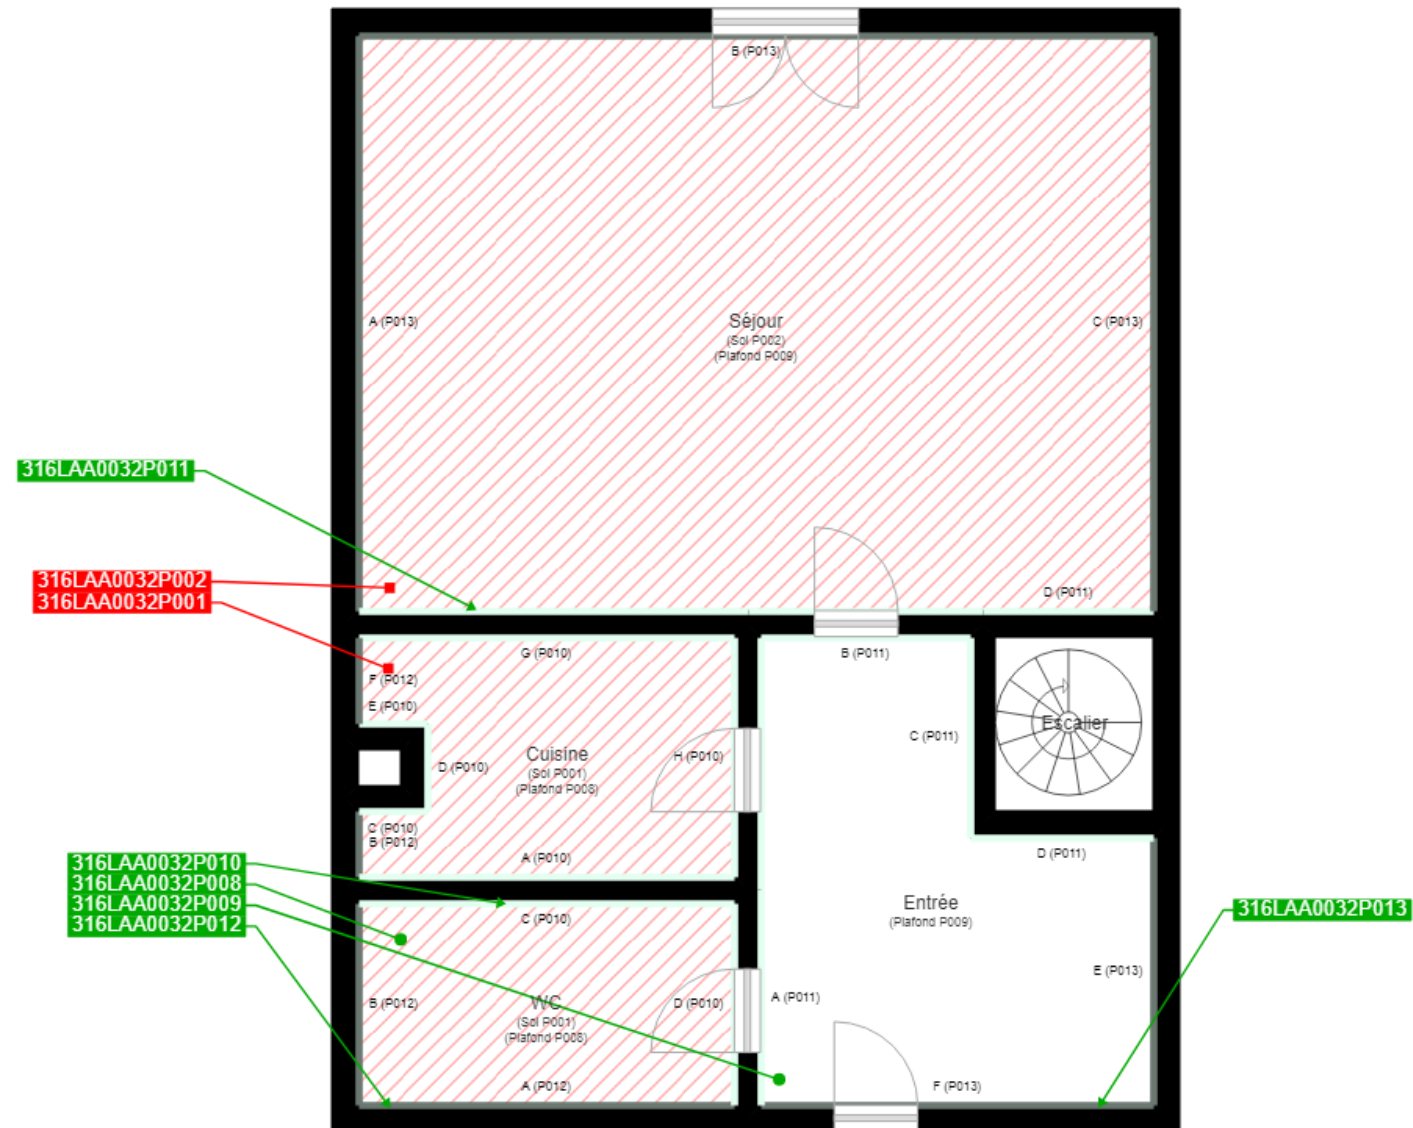 B (P013)
A (P013)
Séjour
(Sol P002)
(Plafond P009)
C (P013)
316LAA0032P011
316LAA0032P002
316LAA0032P001
D (P011)
G (P010)
B (P011)
F (P012)
E (P010)
C (P011)
Escalier
Cuisine
(Sol P001)
(Plafond P008)
H (P010)
D (P010)
C (P010)
B (P012)
A (P010)
D (P011)
316LAA0032P010
316LAA0032P008
316LAA0032P009
316LAA0032P012
C (P010)
Entrée
(Plafond P009)
316LAA0032P013
E (P013)
B (P012)
WC
(Sol P001)
(Plafond P008)
D (P010)
A (P011)
A (P012)
F (P013)